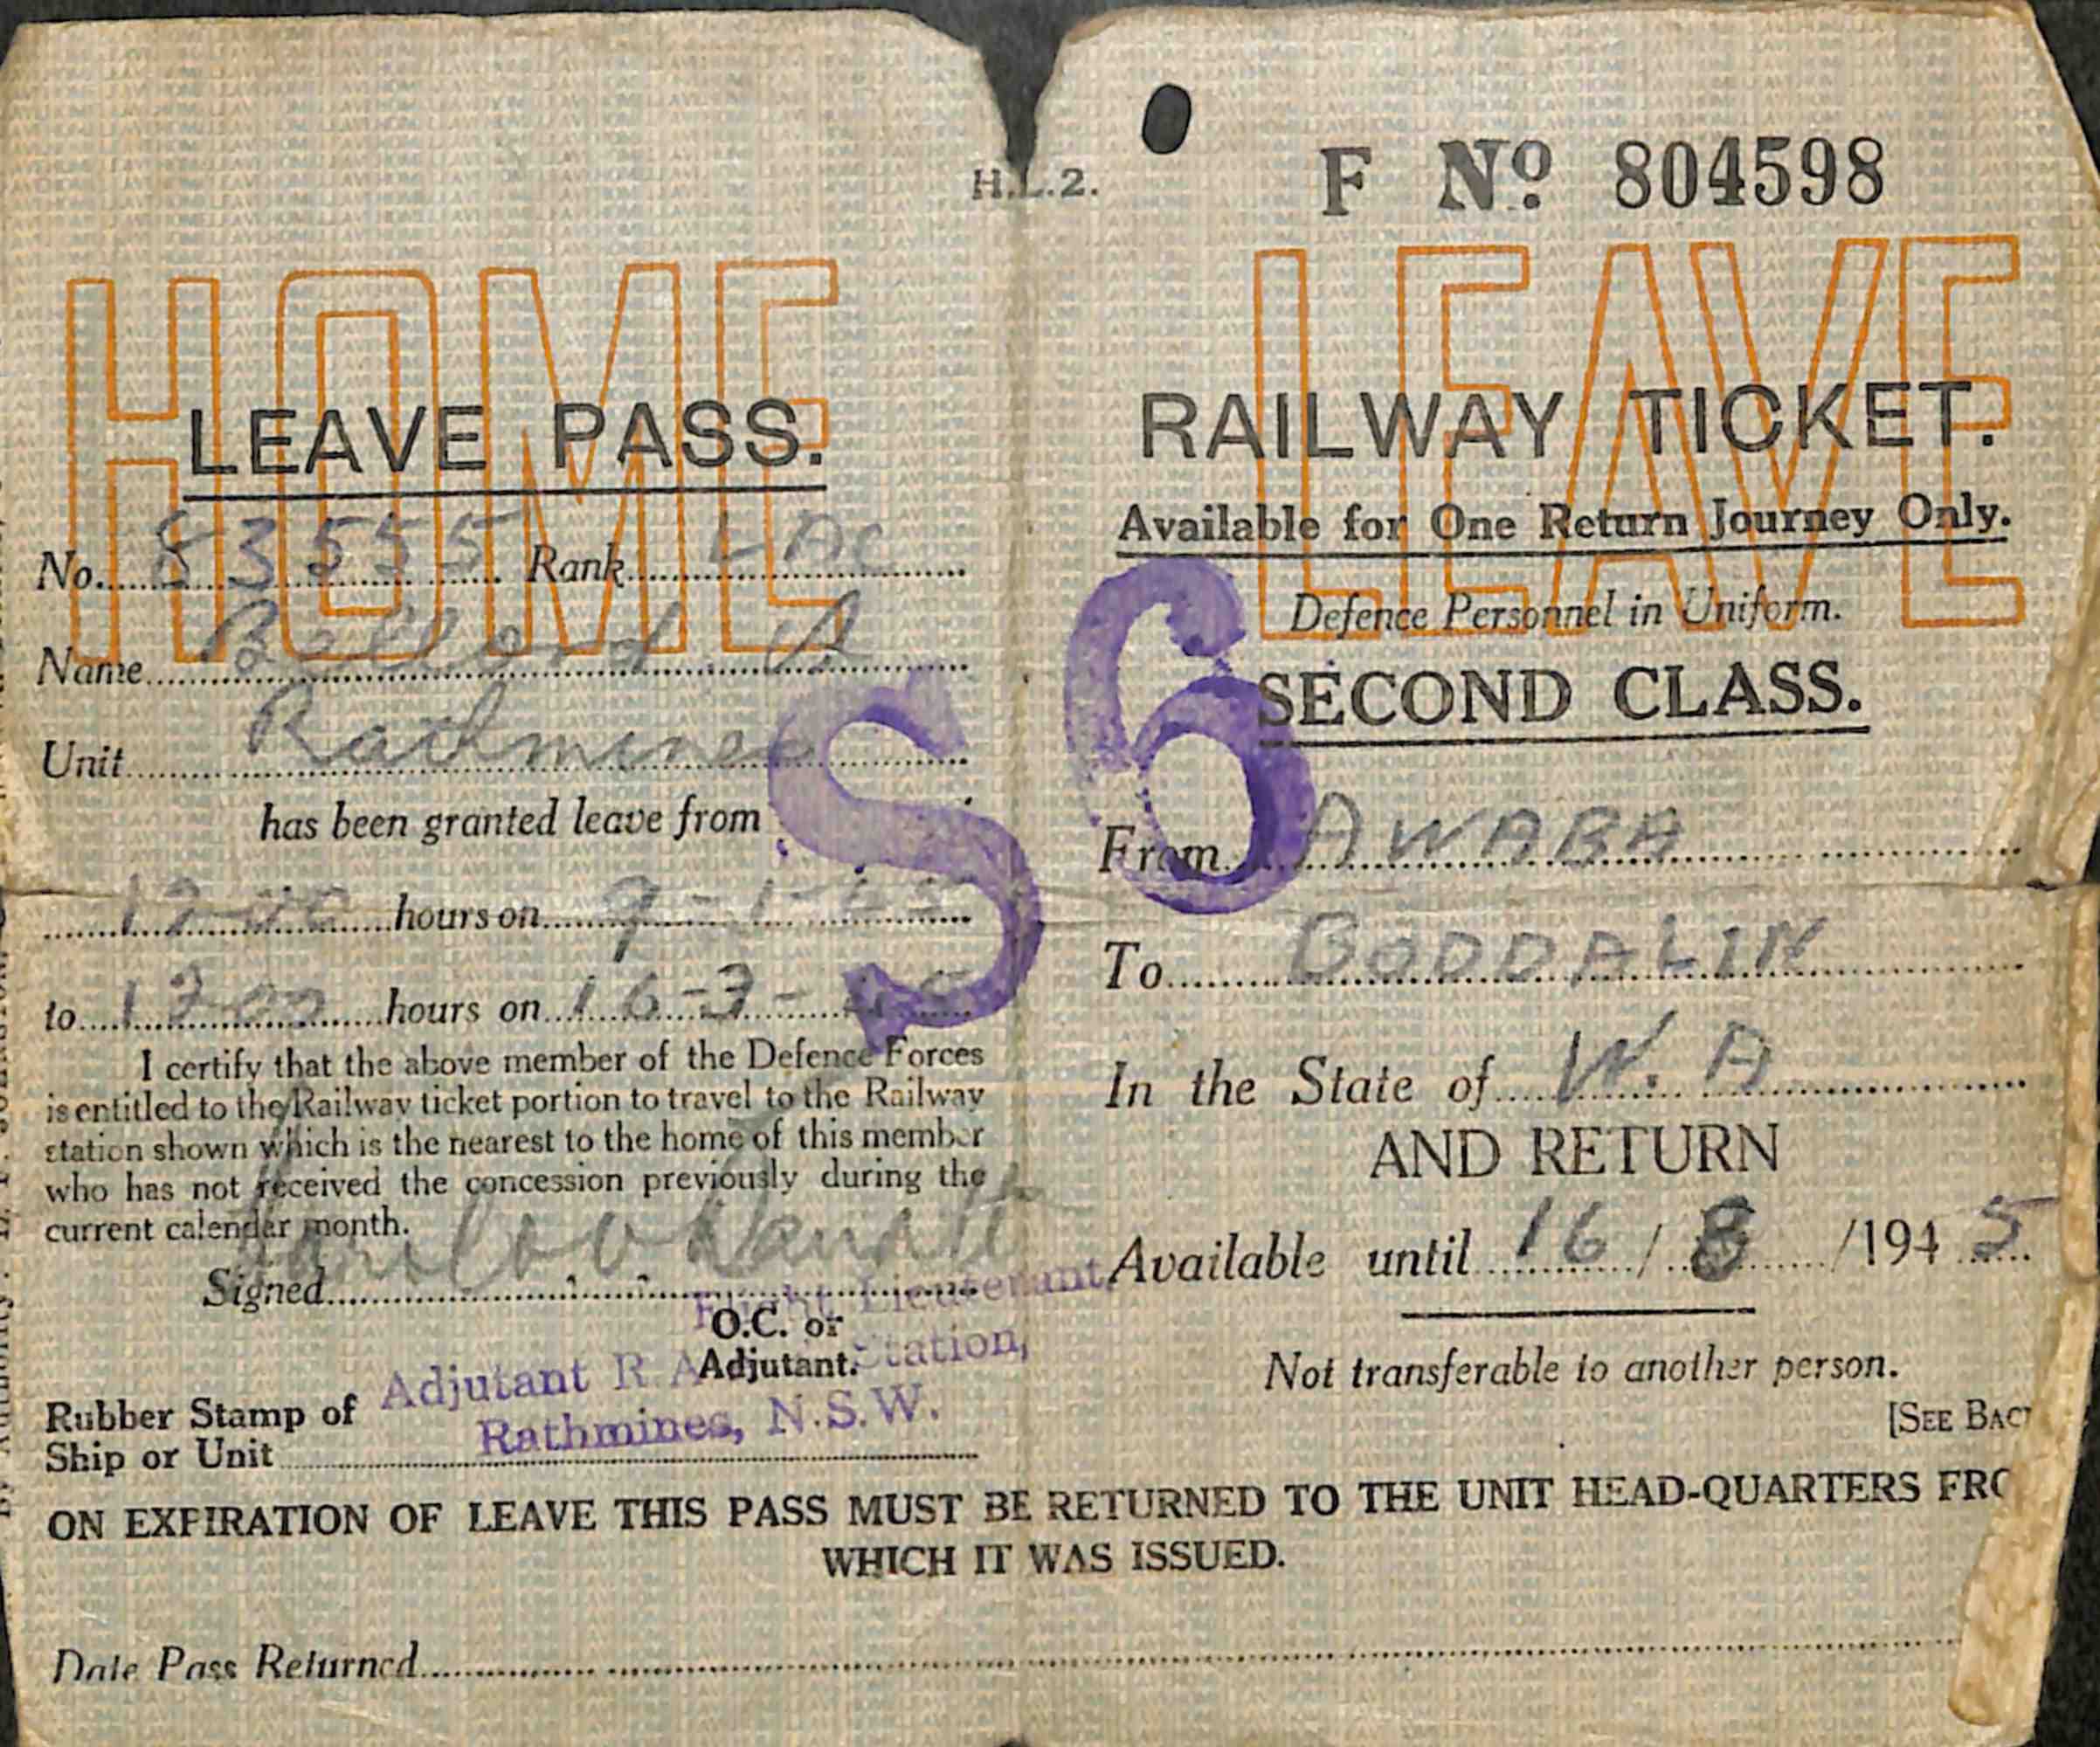 H.L.2.
F No. 804598
HOME LEAVE
LEAVE PASS.
No. 83555 Rank LAC
Name
Unit Rathmines
has been granted leave from
hours on 9-1-45
to hours on 16-3-45
I certify that the above member of the Defence Forces
is entitled to the Railway ticket portion to travel to the Railway
station shown which is the nearest to the home of this member
who has not received the concession previously during the
current calender month.
Signed
Flight Lieutenant,
O.C. or
Adjutant.
Adjutant R A Station,
Rathmines, N.S.W.
Rubber Stamp of
Ship or Unit
S6
RAILWAY TICKET.
Available for One Return Journey Only.
Defence Personnel in Uniform.
SECOND CLASS.
From AWABA
To BODDALIN
In the State of W.A
AND RETURN
Available until 16/8/1945
Not transferable to another person.
[SEE BAC
ON EXPIRATION OF LEAVE THIS PASS MUST BE RETURNED TO THE UNIT HEAD-QUARTERS FRO
WHICH IT WAS ISSUED.
Date Pass Returned